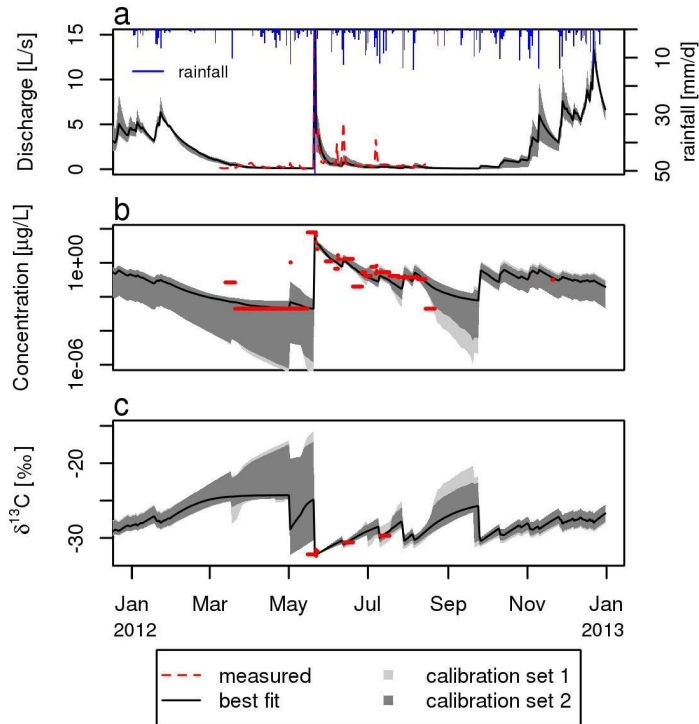 a
15
10
5
0
Discharge [L/s]
rainfall
10
30
50
rainfall [mm/d]
b
1e+00
1e-06
Concentration [µg/L]
c
-20
-30
δ¹³C [‰]
Jan Mar May Jul Sep Nov Jan
2012 2013
measured calibration set 1
best fit calibration set 2